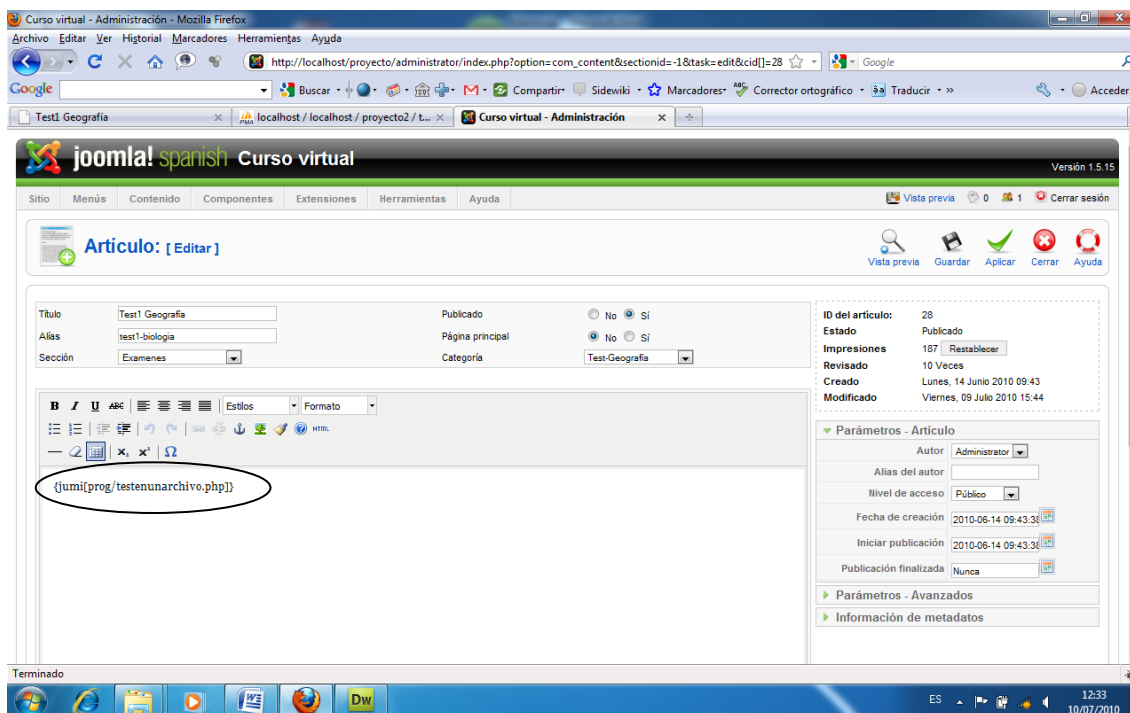 Curso virtual - Administración - Mozilla Firefox
Archivo Editar Ver Historial Marcadores Herramientas Ayuda
http://localhost/proyecto/administrator/index.php?option=com_content&sectionid=-1&task=edit&cid[]=28 Google
Google Buscar Compartir Sidewiki Marcadores Corrector ortográfico Traducir » Acceder
Test1 Geografía localhost / localhost / proyecto2 / t... Curso virtual - Administración
joomla! spanish Curso virtual
Versión 1.5.15
Sitio Menús Contenido Componentes Extensiones Herramientas Ayuda Vista previa 0 1 Cerrar sesión
Artículo: [ Editar ]
Vista previa Guardar Aplicar Cerrar Ayuda
Título Test1 Geografía Publicado No Sí
Alias test1-biologia Página principal No Sí
Sección Examenes Categoría Test-Geografía
ID del artículo: 28
Estado Publicado
Impresiones 187 Restablecer
Revisado 10 Veces
Creado Lunes, 14 Junio 2010 09:43
Modificado Viernes, 09 Julio 2010 15:44
B I U ABC Estilos Formato
HTML
x₂ x² Ω
{jumi[prog/testenunarchivo.php]}
Parámetros - Artículo
Autor Administrator
Alias del autor
Nivel de acceso Público
Fecha de creación 2010-06-14 09:43:38
Iniciar publicación 2010-06-14 09:43:38
Publicación finalizada Nunca
Parámetros - Avanzados
Información de metadatos
Terminado
Dw ES 12:33
10/07/2010